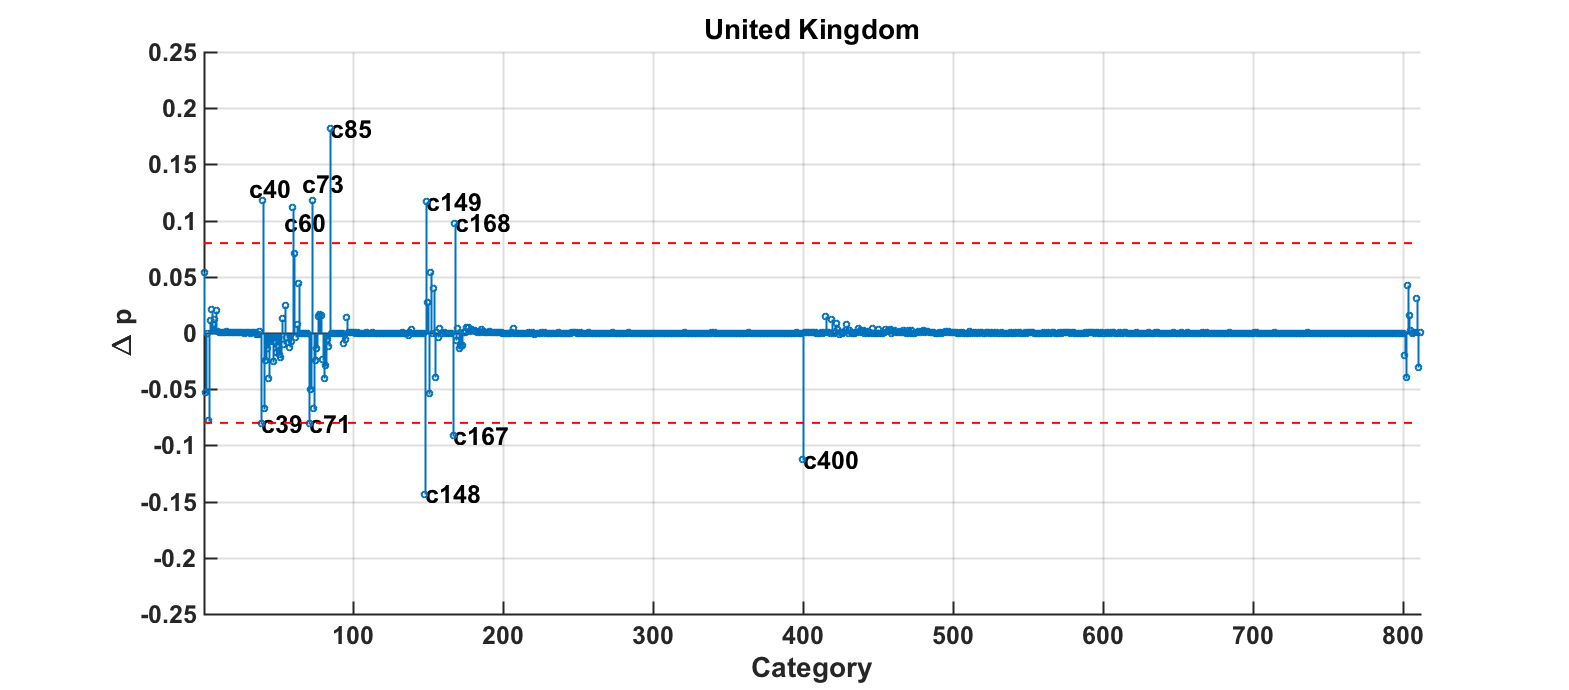 United Kingdom
0.25
0.2
c85
0.15
c40 c73
c149
0.1
c60
c168
0.05
0
Δ p
-0.05
c39 c71
c167
-0.1
c400
c148
-0.15
-0.2
-0.25
100 200 300 400 500 600 700 800
Category